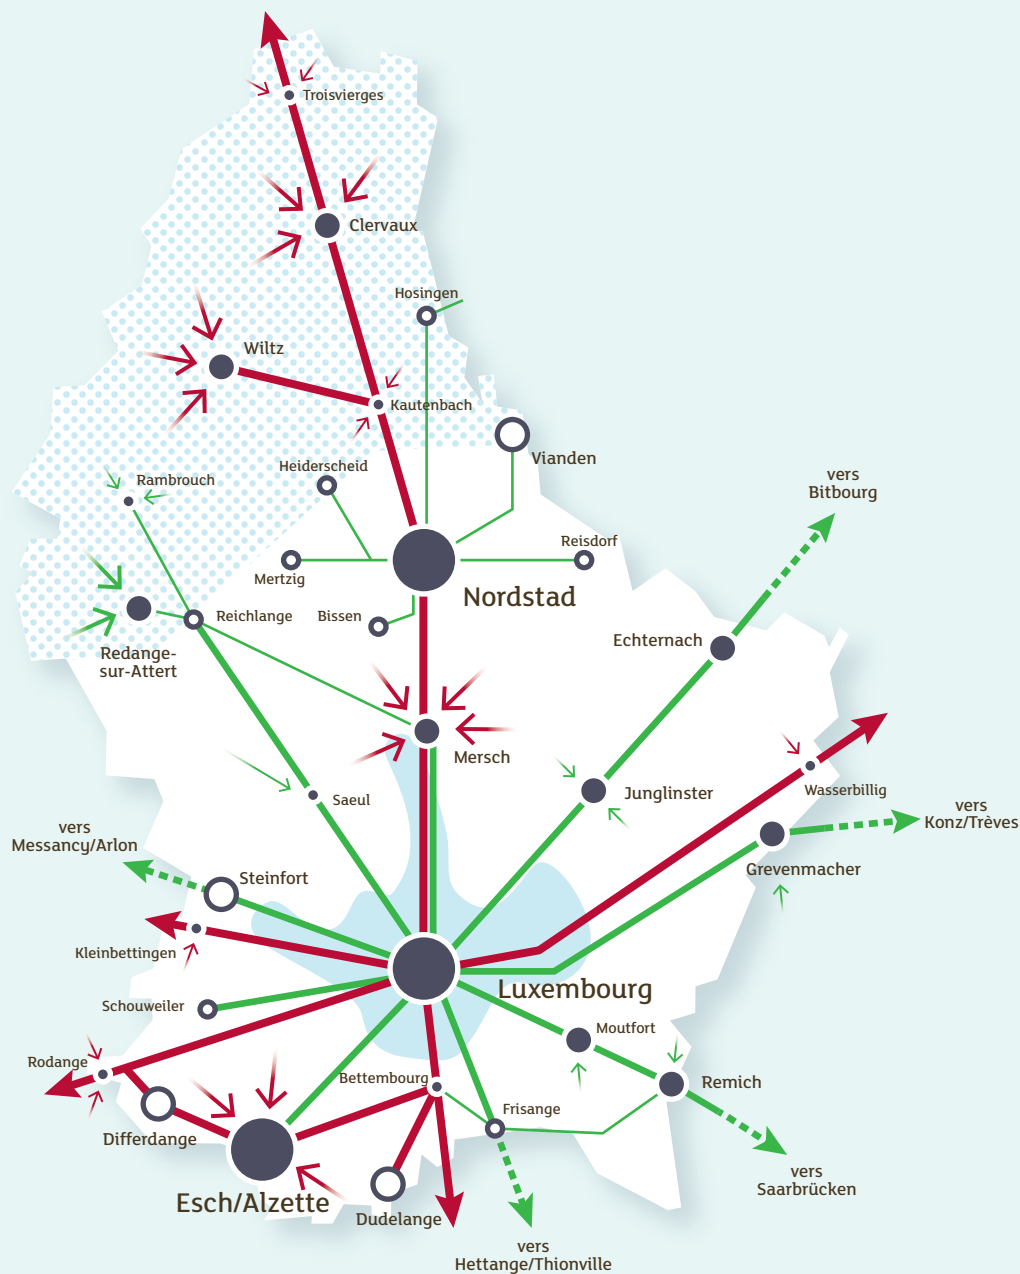 Troisvierges
Clervaux
Hosingen
Wiltz
Kautenbach
Vianden
Heiderscheid
Rambrouch
vers
Bitbourg
Reisdorf
Mertzig
Nordstad
Bissen
Reichlange
Echternach
Redange-
sur-Attert
Mersch
Wasserbillig
Junglinster
Saeul
vers
Konz/Trèves
vers
Messancy/Arlon
Grevenmacher
Steinfort
Kleinbettingen
Luxembourg
Schouweiler
Moutfort
Rodange
Bettembourg
Remich
Frisange
Differdange
vers
Saarbrücken
Esch/Alzette
Dudelange
vers
Hettange/Thionville